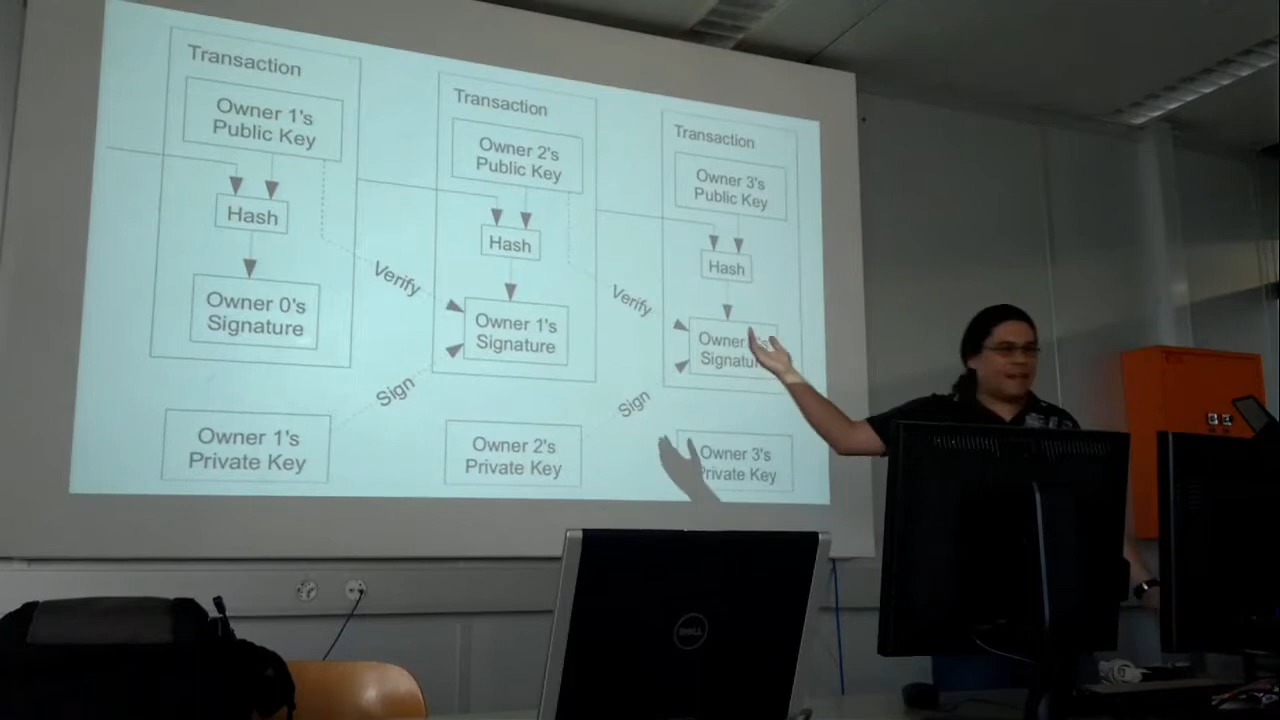 Transaction
Owner 1's
Public Key
Hash
Owner 0's
Signature
Verify
Sign
Owner 1's
Private Key
Transaction
Owner 2's
Public Key
Hash
Owner 1's
Signature
Verify
Sign
Owner 2's
Private Key
Transaction
Owner 3's
Public Key
Hash
Owner
Owner 3's
Private Key
DELL